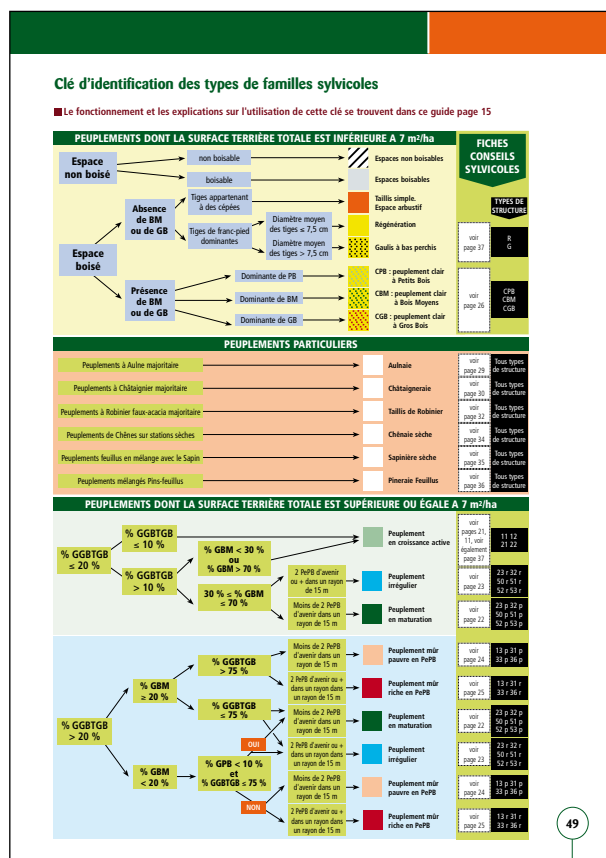 Clé d'identification des types de familles sylvicoles
Le fonctionnement et les explications sur l'utilisation de cette clé se trouvent dans ce guide page 15
PEUPLEMENTS DONT LA SURFACE TERRIÈRE TOTALE EST INFÉRIEURE A 7 m²/ha
FICHES
CONSEILS
SYLVICOLES
TYPES DE
STRUCTURE
Espace
non boisé
non boisable
Espaces non boisables
boisable
Espaces boisables
Espace
boisé
Absence
de BM
ou de GB
Tiges appartenant
à des cépées
Taillis simple.
Espace arbustif
Tiges de franc-pied
dominantes
Diamètre moyen
des tiges ≤ 7,5 cm
Régénération
Diamètre moyen
des tiges > 7,5 cm
Gaulis à bas perchis
voir
page 37
R
G
Présence
de BM
ou de GB
Dominante de PB
CPB : peuplement clair
à Petits Bois
Dominante de BM
CBM : peuplement clair
à Bois Moyens
Dominante de GB
CGB : peuplement clair
à Gros Bois
voir
page 26
CPB
CBM
CGB
PEUPLEMENTS PARTICULIERS
Peuplements à Aulne majoritaire
Aulnaie
voir
page 29
Tous types
de structure
Peuplements à Châtaignier majoritaire
Châtaigneraie
voir
page 30
Tous types
de structure
Peuplements à Robinier faux-acacia majoritaire
Taillis de Robinier
voir
page 32
Tous types
de structure
Peuplements de Chênes sur stations sèches
Chênaie sèche
voir
page 34
Tous types
de structure
Peuplements feuillus en mélange avec le Sapin
Sapinière sèche
voir
page 35
Tous types
de structure
Peuplements mélangés Pins-feuillus
Pineraie Feuillus
voir
page 36
Tous types
de structure
PEUPLEMENTS DONT LA SURFACE TERRIÈRE TOTALE EST SUPÉRIEURE OU ÉGALE A 7 m²/ha
% GGBTGB
≤ 20 %
% GGBTGB
≤ 10 %
% GGBTGB
> 10 %
% GBM < 30 %
ou
% GBM > 70 %
30 % ≤ % GBM
≤ 70 %
Peuplement
en croissance active
voir
pages 21,
11, voir
également
page 37
11 12
21 22
2 PePB d'avenir
ou + dans un rayon
de 15 m
Peuplement
irrégulier
voir
page 23
23 r 32 r
50 r 51 r
52 r 53 r
Moins de 2 PePB
d'avenir dans un
rayon de 15 m
Peuplement
en maturation
voir
page 22
23 p 32 p
50 p 51 p
52 p 53 p
% GGBTGB
> 20 %
% GBM
≥ 20 %
% GGBTGB
> 75 %
Moins de 2 PePB
d'avenir dans un
rayon de 15 m
Peuplement mûr
pauvre en PePB
voir
page 24
13 p 31 p
33 p 36 p
2 PePB d'avenir ou +
dans un rayon dans
un rayon de 15 m
Peuplement mûr
riche en PePB
voir
page 25
13 r 31 r
33 r 36 r
% GGBTGB
≤ 75 %
Moins de 2 PePB
d'avenir dans un
rayon de 15 m
Peuplement
en maturation
voir
page 22
23 p 32 p
50 p 51 p
52 p 53 p
OUI
2 PePB d'avenir ou +
dans un rayon dans
un rayon de 15 m
Peuplement
irrégulier
voir
page 23
23 r 32 r
50 r 51 r
52 r 53 r
% GBM
< 20 %
% GPB < 10 %
et
% GGBTGB ≤ 75 %
Moins de 2 PePB
d'avenir dans un
rayon de 15 m
Peuplement mûr
pauvre en PePB
voir
page 24
13 p 31 p
33 p 36 p
NON
2 PePB d'avenir ou +
dans un rayon dans
un rayon de 15 m
Peuplement mûr
riche en PePB
voir
page 25
13 r 31 r
33 r 36 r
49